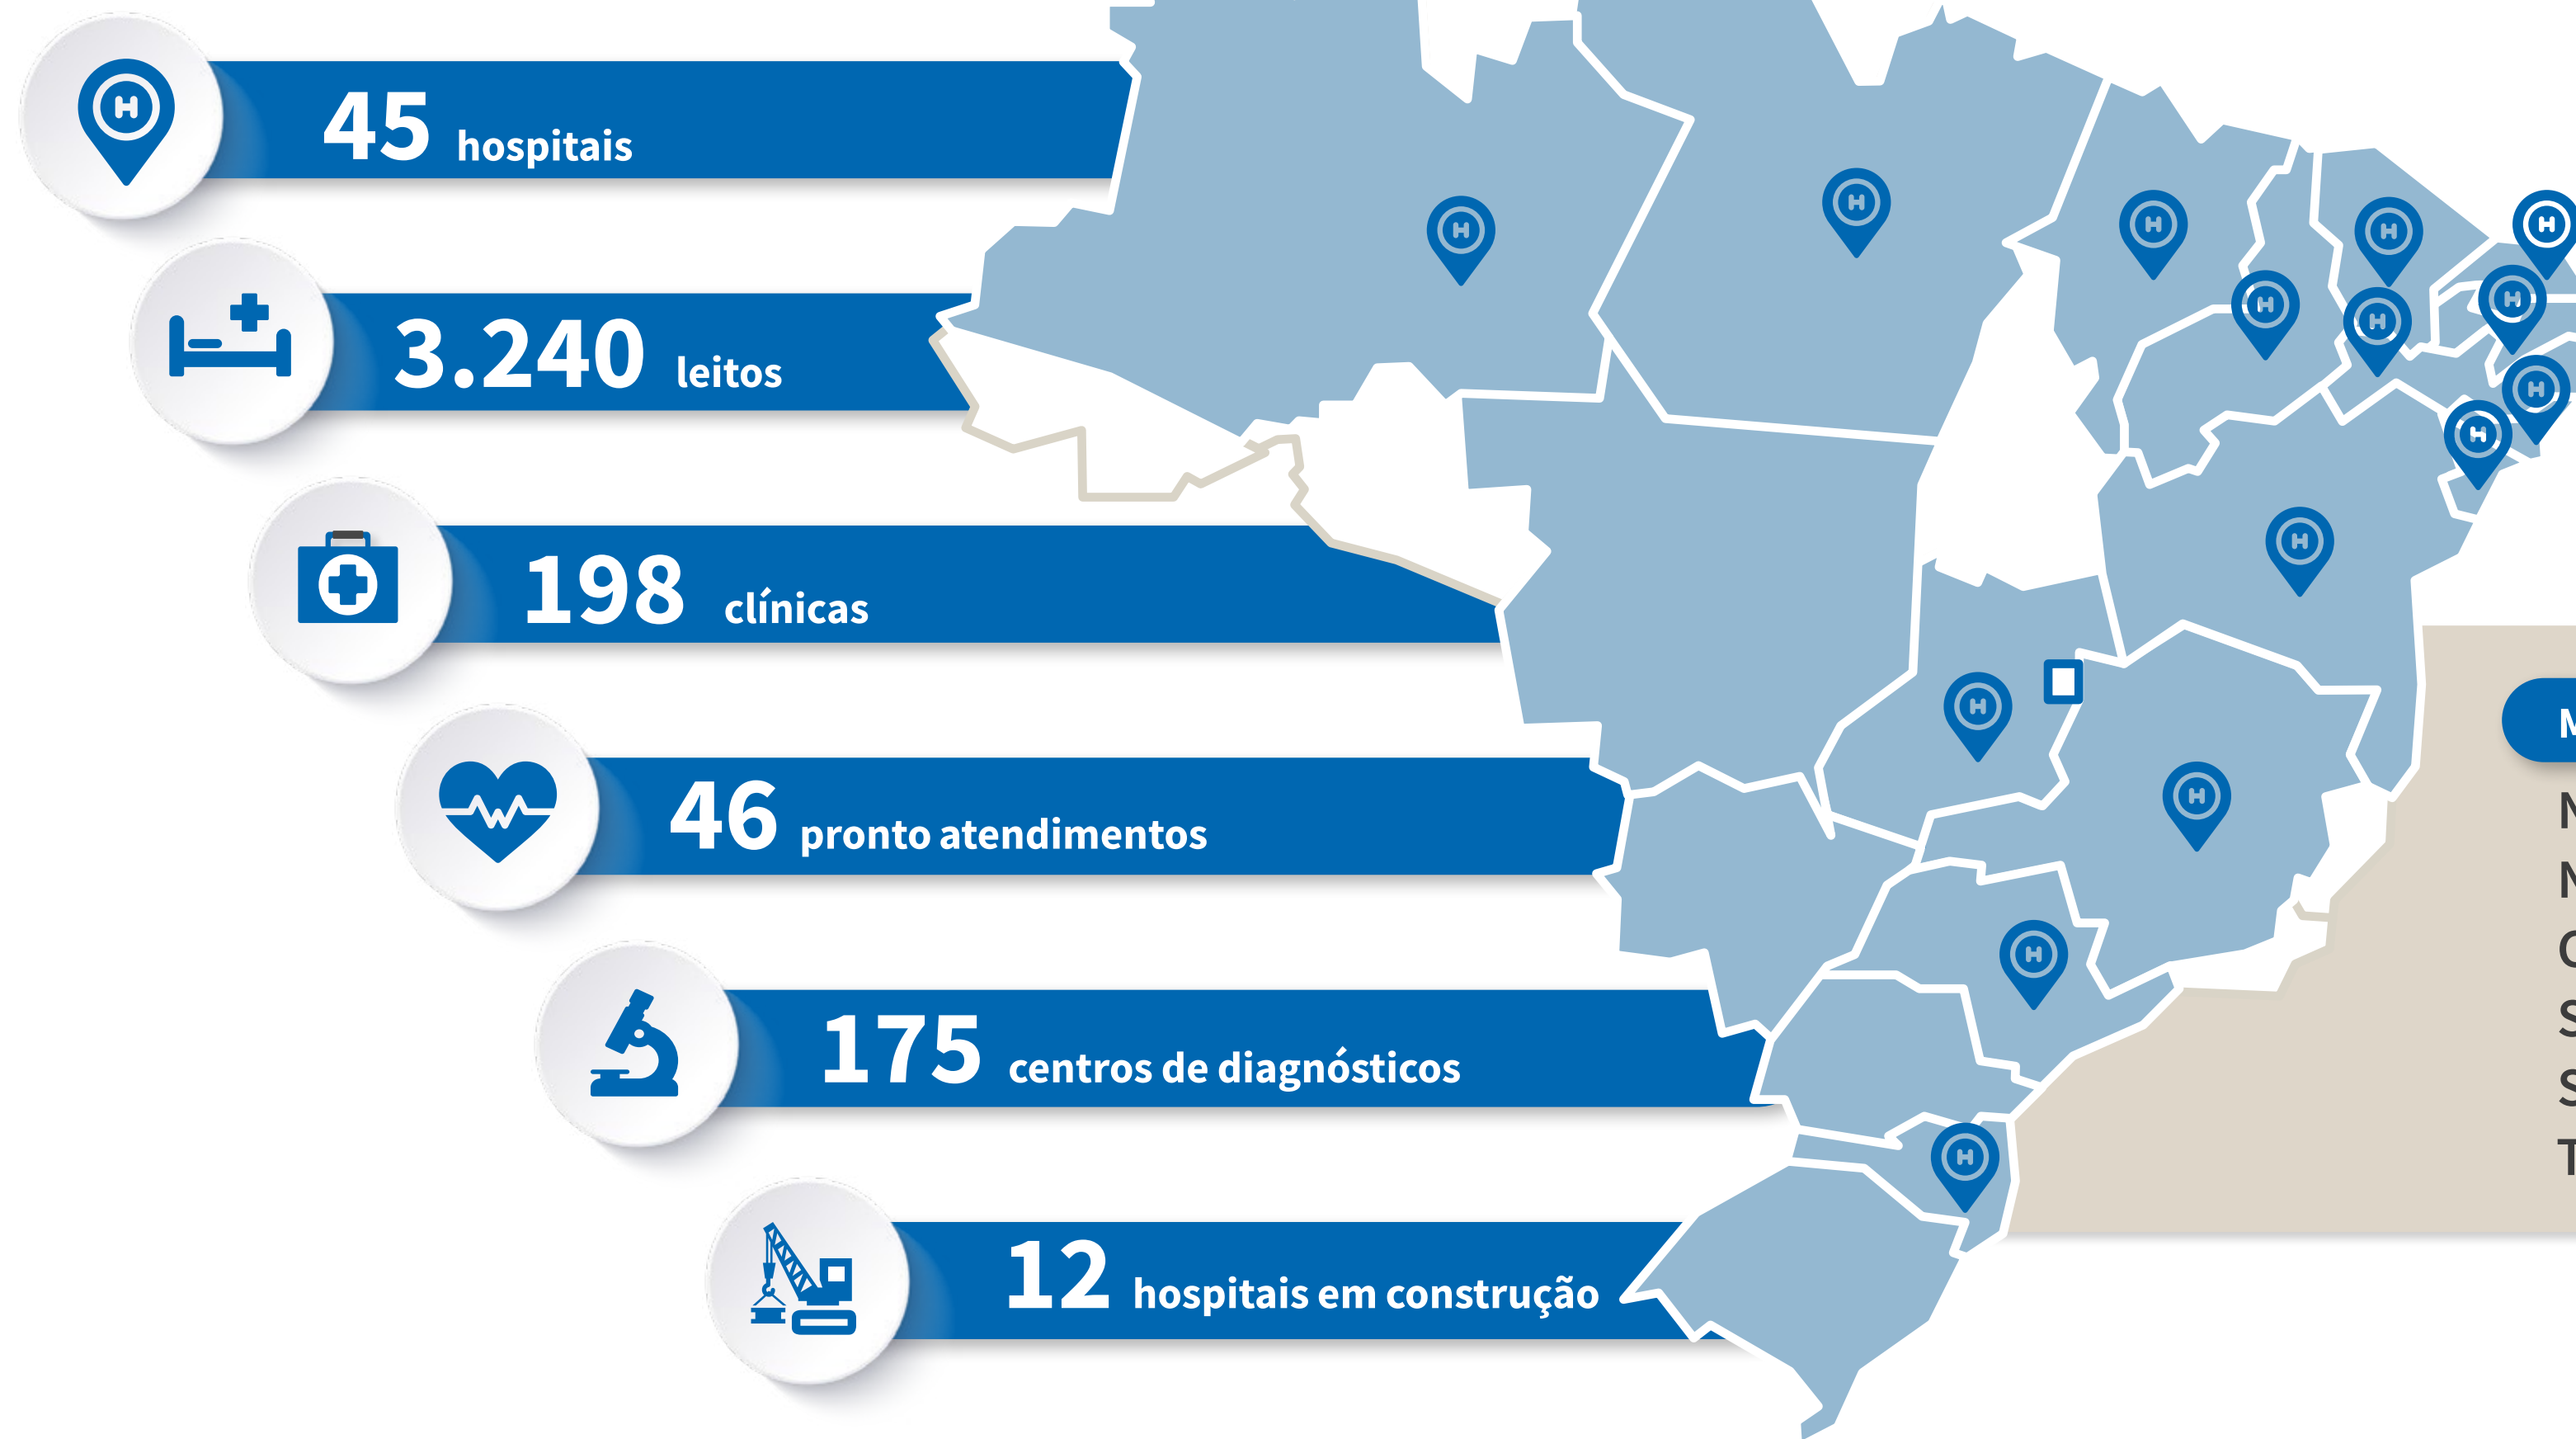 45 hospitais
3.240 leitos
198 clínicas
46 pronto atendimentos
175 centros de diagnósticos
12 hospitais em construção